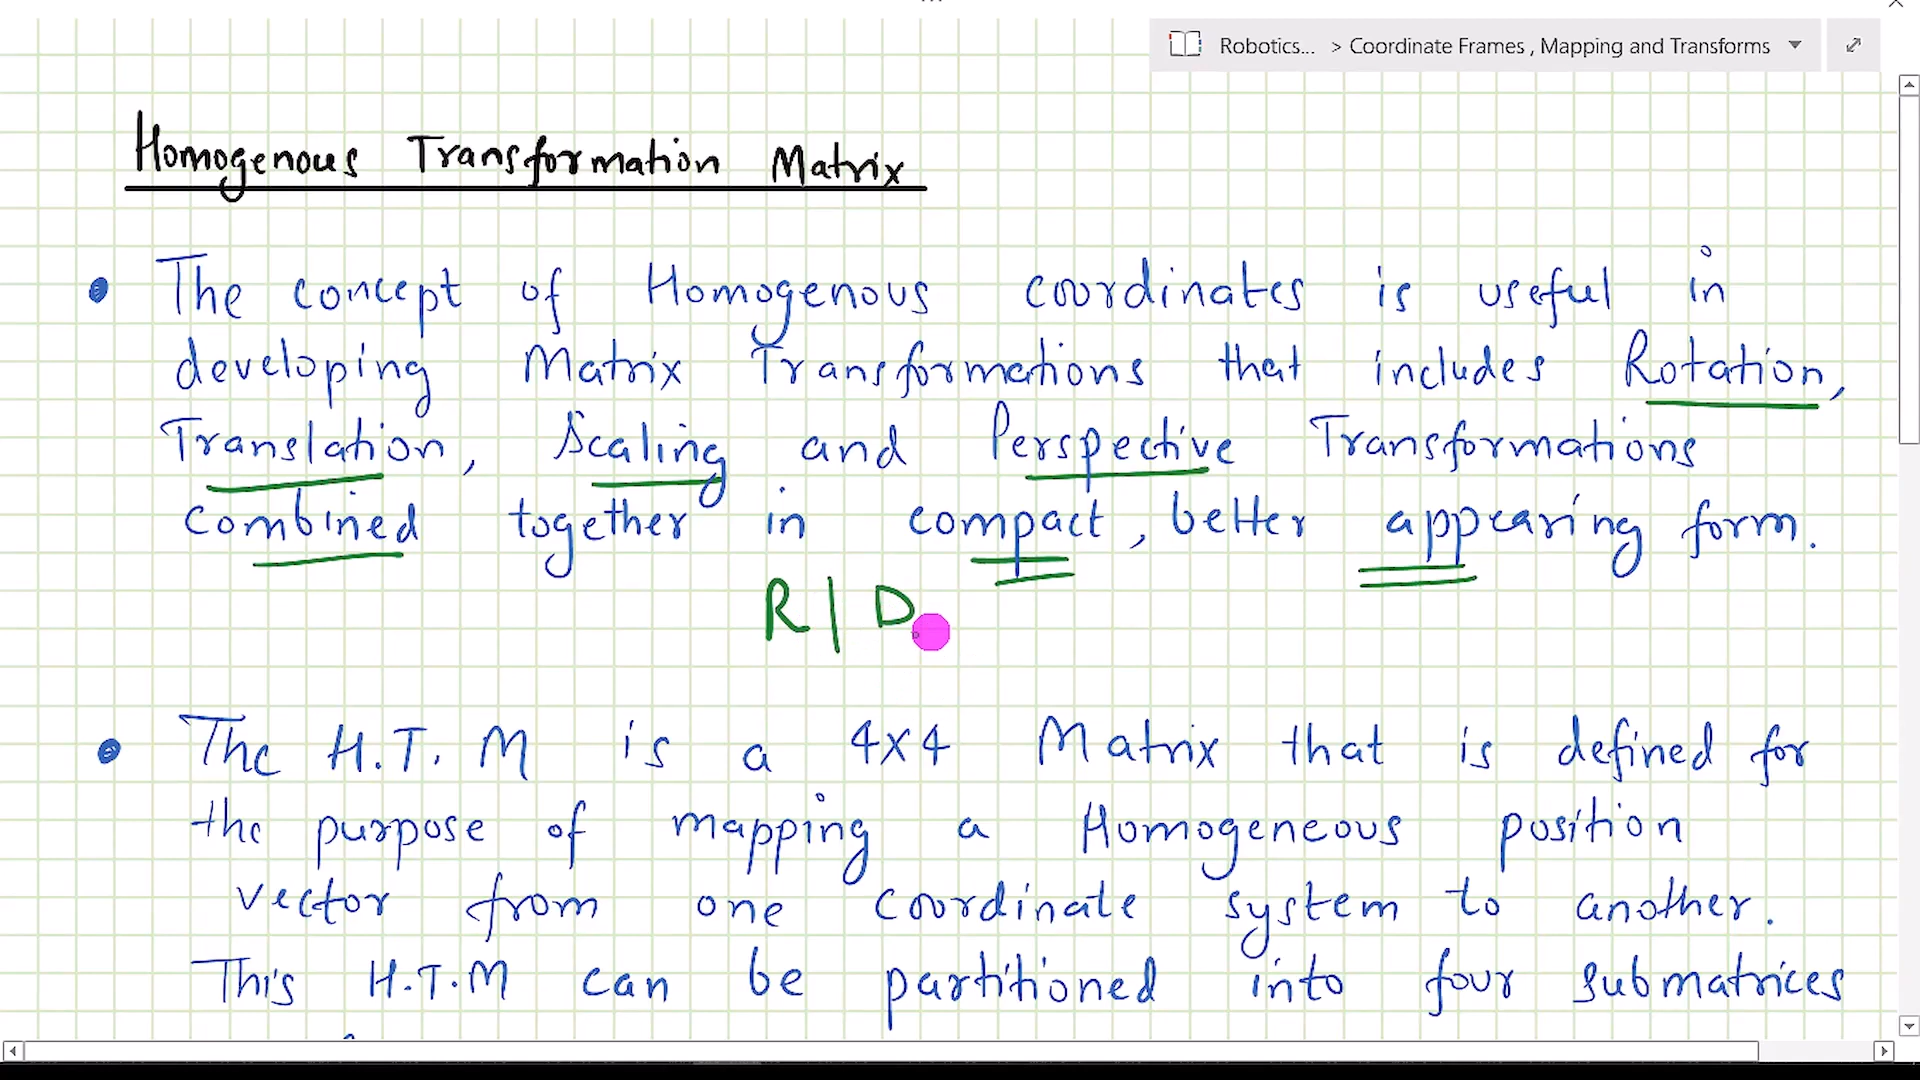 Robotics... > Coordinate Frames , Mapping and Transforms
Homogenous Transformation Matrix
The concept of Homogenous coordinates is useful in
developing Matrix Transformations that includes Rotation,
Translation, Scaling and Perspective Transformations
combined together in compact, better appearing form.
R | D
The H.T.M is a 4x4 Matrix that is defined for
the purpose of mapping a Homogeneous position
vector from one coordinate system to another.
This H.T.M can be partitioned into four submatrices